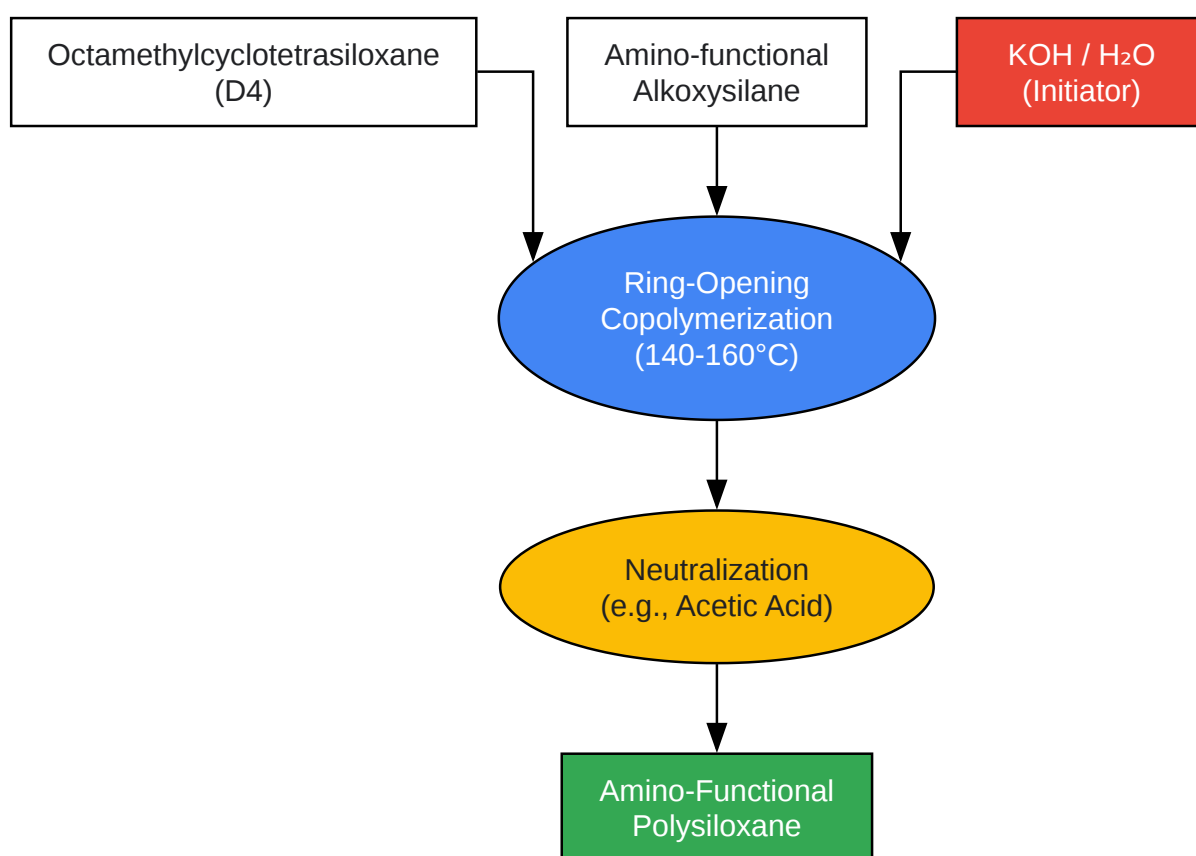 Octamethylcyclotetrasiloxane
(D4)
Amino-functional
Alkoxysilane
KOH / H₂O
(Initiator)
Ring-Opening
Copolymerization
(140-160°C)
Neutralization
(e.g., Acetic Acid)
Amino-Functional
Polysiloxane